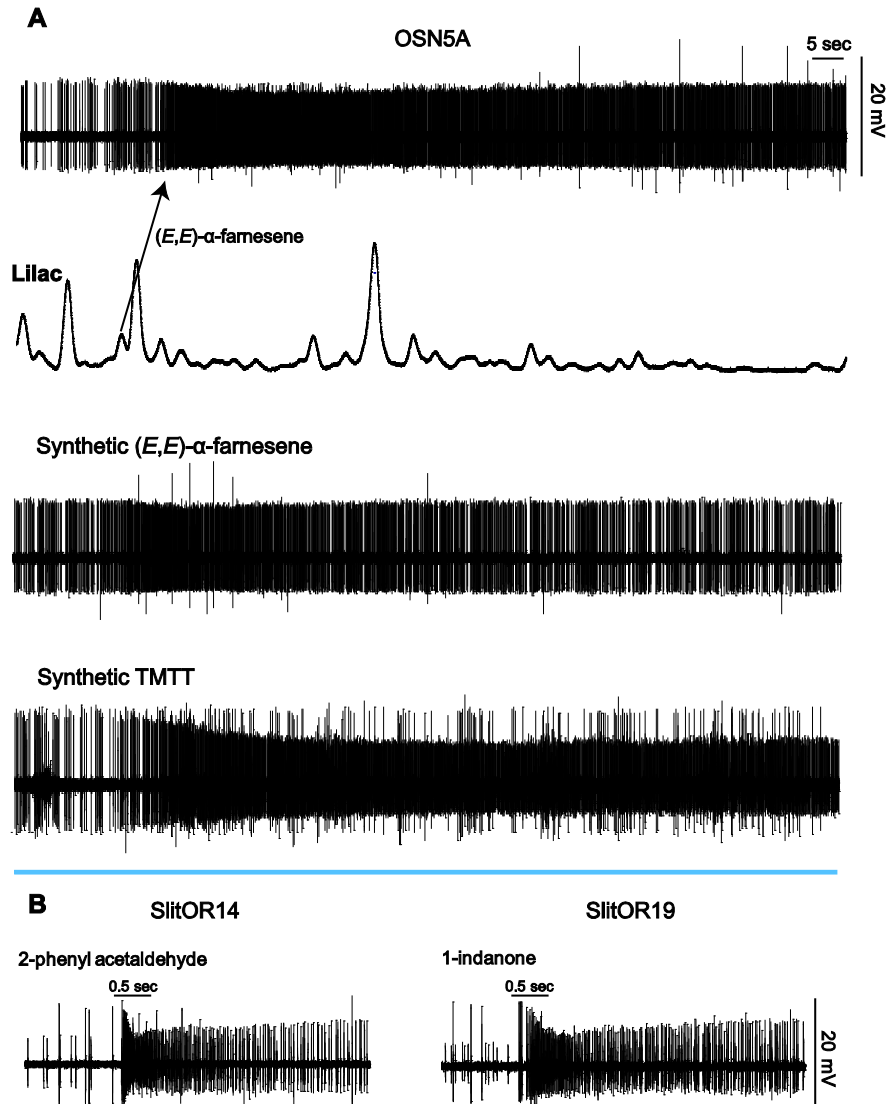 A
OSN5A
5 sec
20 mV
(E,E)-α-farnesene
Lilac
Synthetic (E,E)-α-farnesene
Synthetic TMTT
B
SlitOR14
SlitOR19
2-phenyl acetaldehyde
1-indanone
0.5 sec
0.5 sec
20 mV